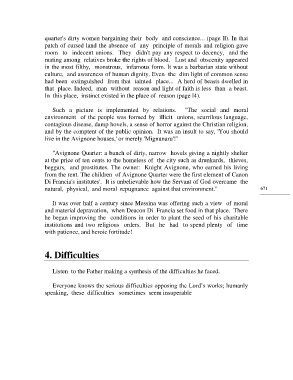 quarter's dirty women bargaining their body and conscience... (page II). In that
patch of cursed land the absence of any principle of morals and religion gave
room to indecent unions. They didn't pay any respect to decency, and the
mating among relatives broke the rights of blood. Lost and obscenity appeared
in the most filthy, monstrous, infamous form. It was a barbarian state without
culture, and awareness of human dignity. Even the dim light of common sense
had been extinguished from that tainted place... A herd of beasts dwelled in
that place. Indeed, man without reason and light of faith is less than a beast.
In this place, instinct existed in the place of reason (page 14).
Such a picture is implemented by relations. "The social and moral
environment of the people was formed by illicit unions, scurrilous language,
contagious disease, damp hovels, a sense of horror against the Christian religion,
and by the contempt of the public opinion. It was an insult to say, 'You should
live in the Avignone houses,' or merely 'Mignunaru'!"
"Avignone Quarter: a bunch of dirty, narrow hovels giving a nightly shelter
at the price of ten cents to the homeless of the city such as drunkards, thieves,
beggars, and prostitutes. The owner: Knight Avignone, who earned his living
from the rent. The children of Avignone Quarter were the first element of Canon
Di Francia's institutes'. It is unbelievable how the Servant of God overcame the
natural, physical, and moral repugnance against that environment."
671
It was over half a century since Messina was offering such a view of moral
and material depravation, when Deacon Di Francia set food in that place. There
he began improving the conditions in order to plant the seed of his charitable
institutions and two religious orders. But he had to spend plenty of time
with patience, and heroic fortitude!
4. Difficulties
Listen to the Father making a synthesis of the difficulties he faced.
Everyone knows the serious difficulties opposing the Lord's works; humanly
speaking, these difficulties sometimes seem insuperable